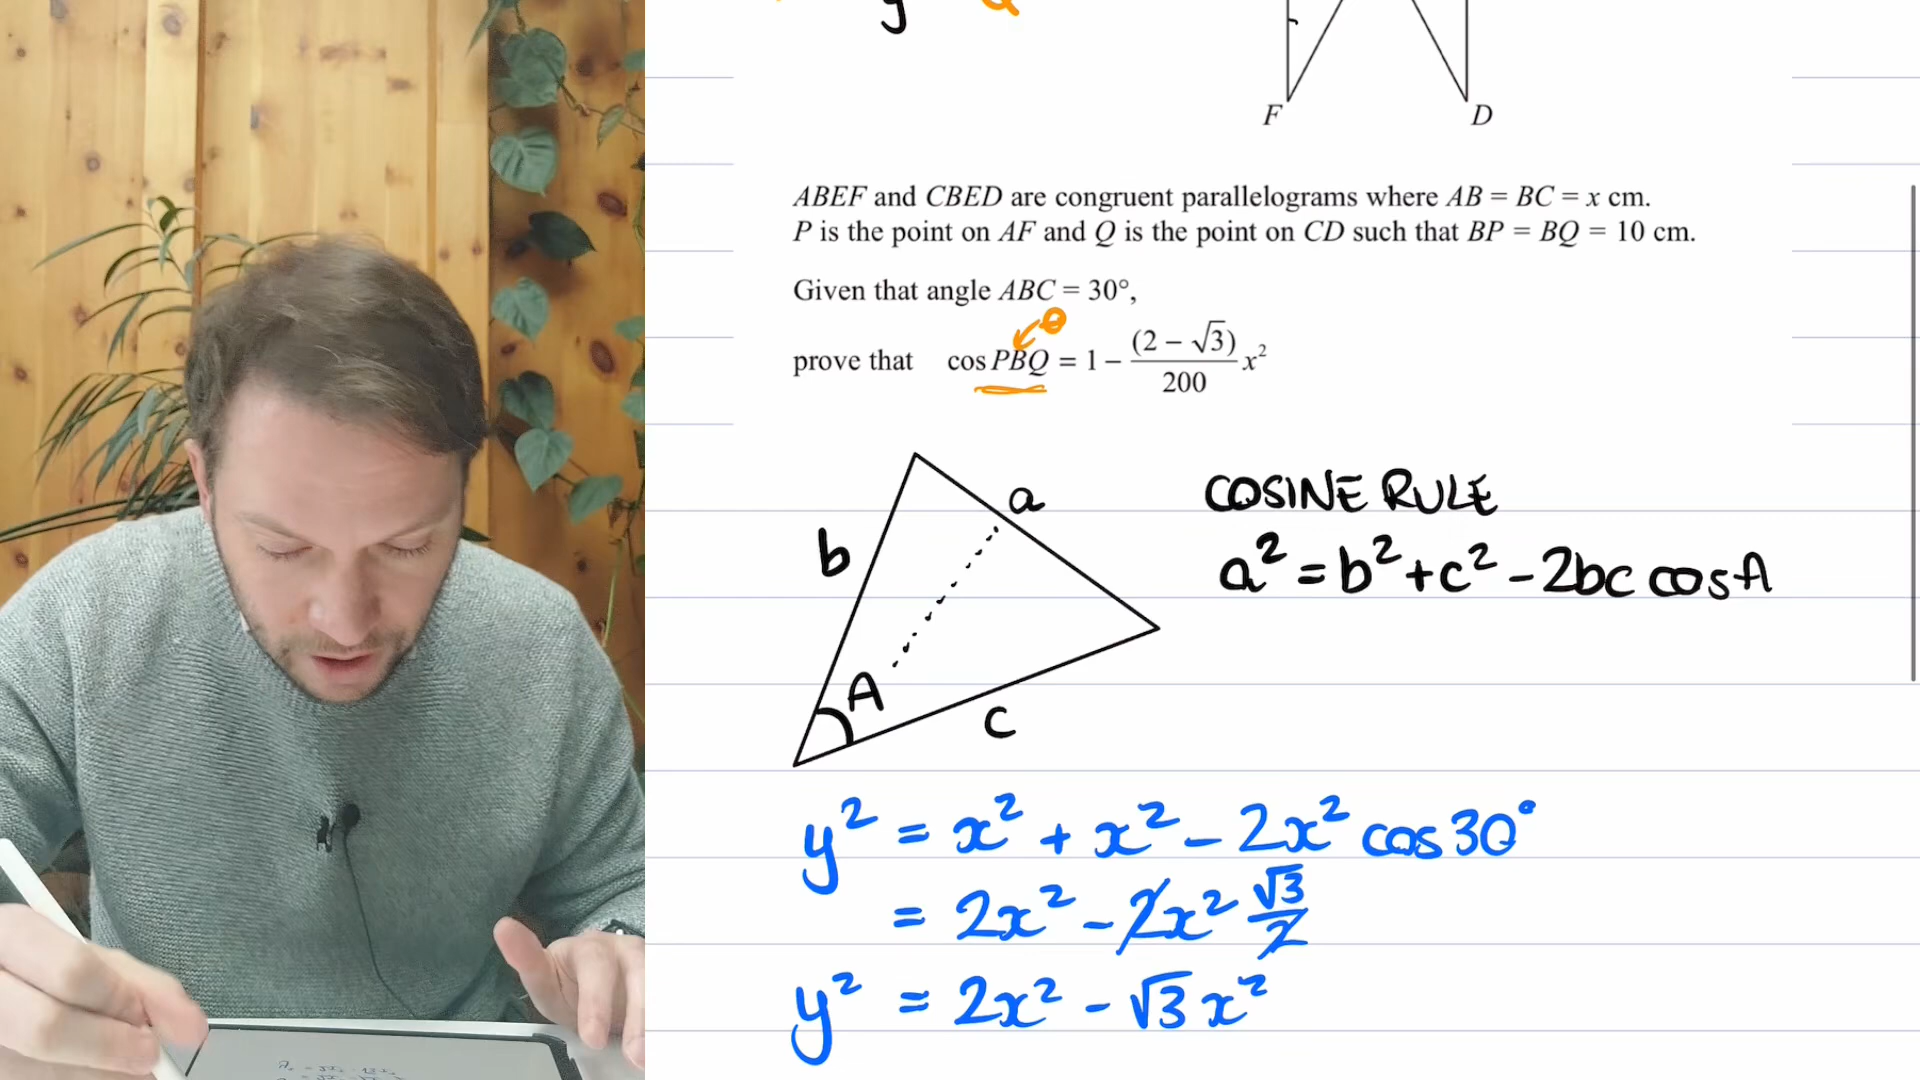 y
F
D
ABEF and CBED are congruent parallelograms where AB = BC = x cm.
P is the point on AF and Q is the point on CD such that BP = BQ = 10 cm.
Given that angle ABC = 30°,
θ
prove that cos PBQ = 1 − (2 − √3)/200 x²
a
b
A
c
COSINE RULE
a² = b² + c² − 2bc cosA
y² = x² + x² − 2x² cos30°
= 2x² − 2x² √3/2
y² = 2x² − √3 x²